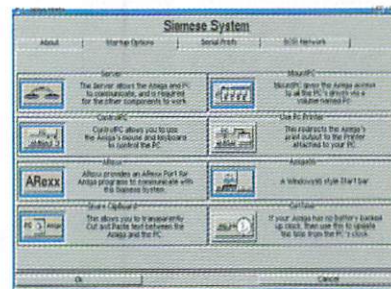 Siamese System
About
Startup Options
Serial Prefs
SCSI Network
Server
The Server allows the Amiga and PC
to communicate, and is required
for the other components to work
MountPC
MountPC gives the Amiga access
to all the PC's drives via a
volume named PC
ControlPC
ControlPC allows you to use
the Amiga's mouse and keyboard
to control the PC.
Use Pc Printer
This redirects the Amiga's
print output to the Printer
attached to your PC.
ARexx
ARexx
ARexx provides an ARexx Port for
Amiga programs to communicate with
the Siamese System.
A Windows95 style Start bar
Share Clipboard
This allows you to transparently
Cut and Paste text between the
Amiga and the PC.
GetTime
If your Amiga has no battery backed
up clock, then use this to update
the time from the PC's clock.
Ok
Cancel